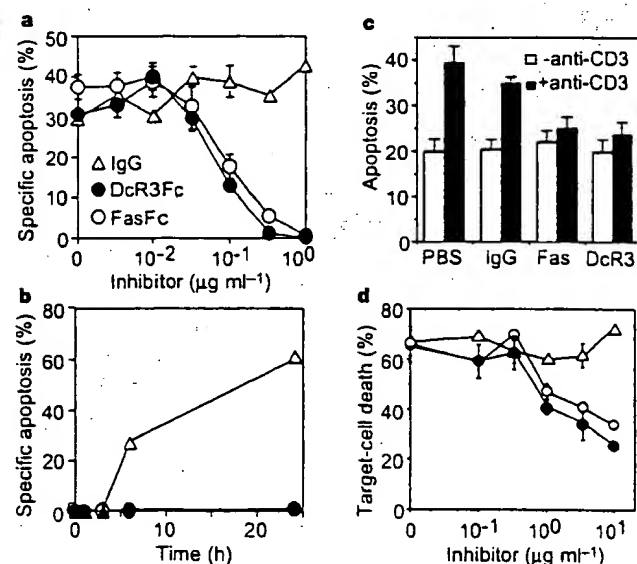 a
Specific apoptosis (%)
50
40
30
20
10
0
0
10⁻²
10⁻¹
10⁰
Inhibitor (μg ml⁻¹)
IgG
DcR3Fc
FasFc
c
Apoptosis (%)
50
40
30
20
10
0
-anti-CD3
+anti-CD3
PBS
IgG
Fas
DcR3
b
Specific apoptosis (%)
80
60
40
20
0
0
10
20
Time (h)
d
Target-cell death (%)
80
60
40
20
0
0
10⁻¹
10⁰
10¹
Inhibitor (μg ml⁻¹)